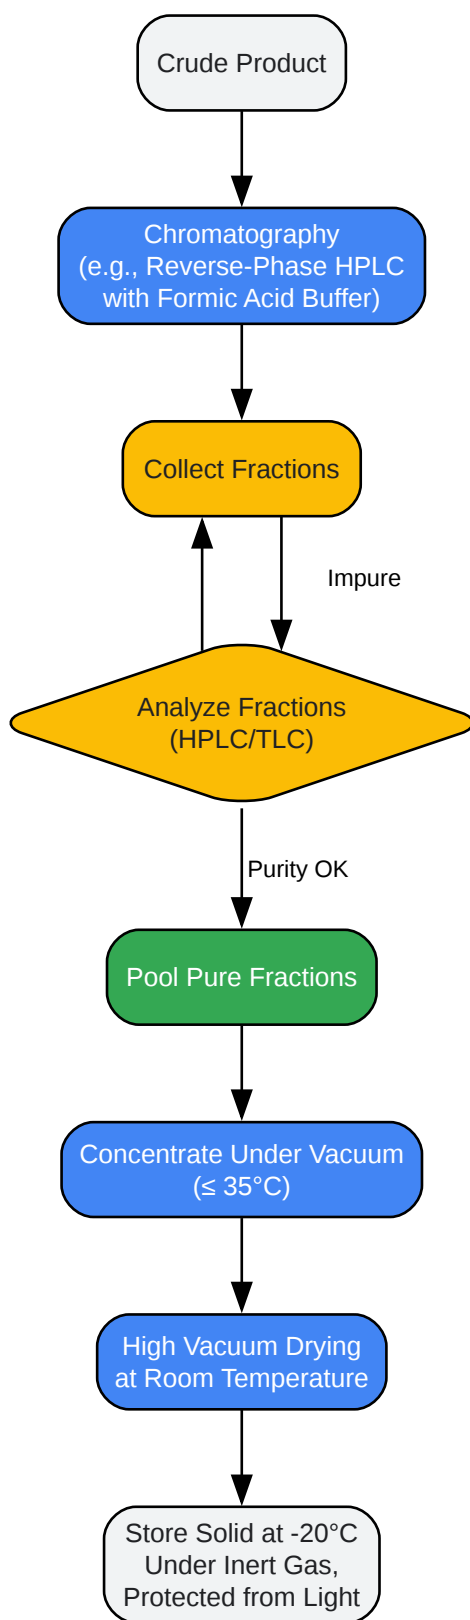 Crude Product
Chromatography
(e.g., Reverse-Phase HPLC
with Formic Acid Buffer)
Collect Fractions
Impure
Analyze Fractions
(HPLC/TLC)
Purity OK
Pool Pure Fractions
Concentrate Under Vacuum
(≤ 35°C)
High Vacuum Drying
at Room Temperature
Store Solid at -20°C
Under Inert Gas,
Protected from Light